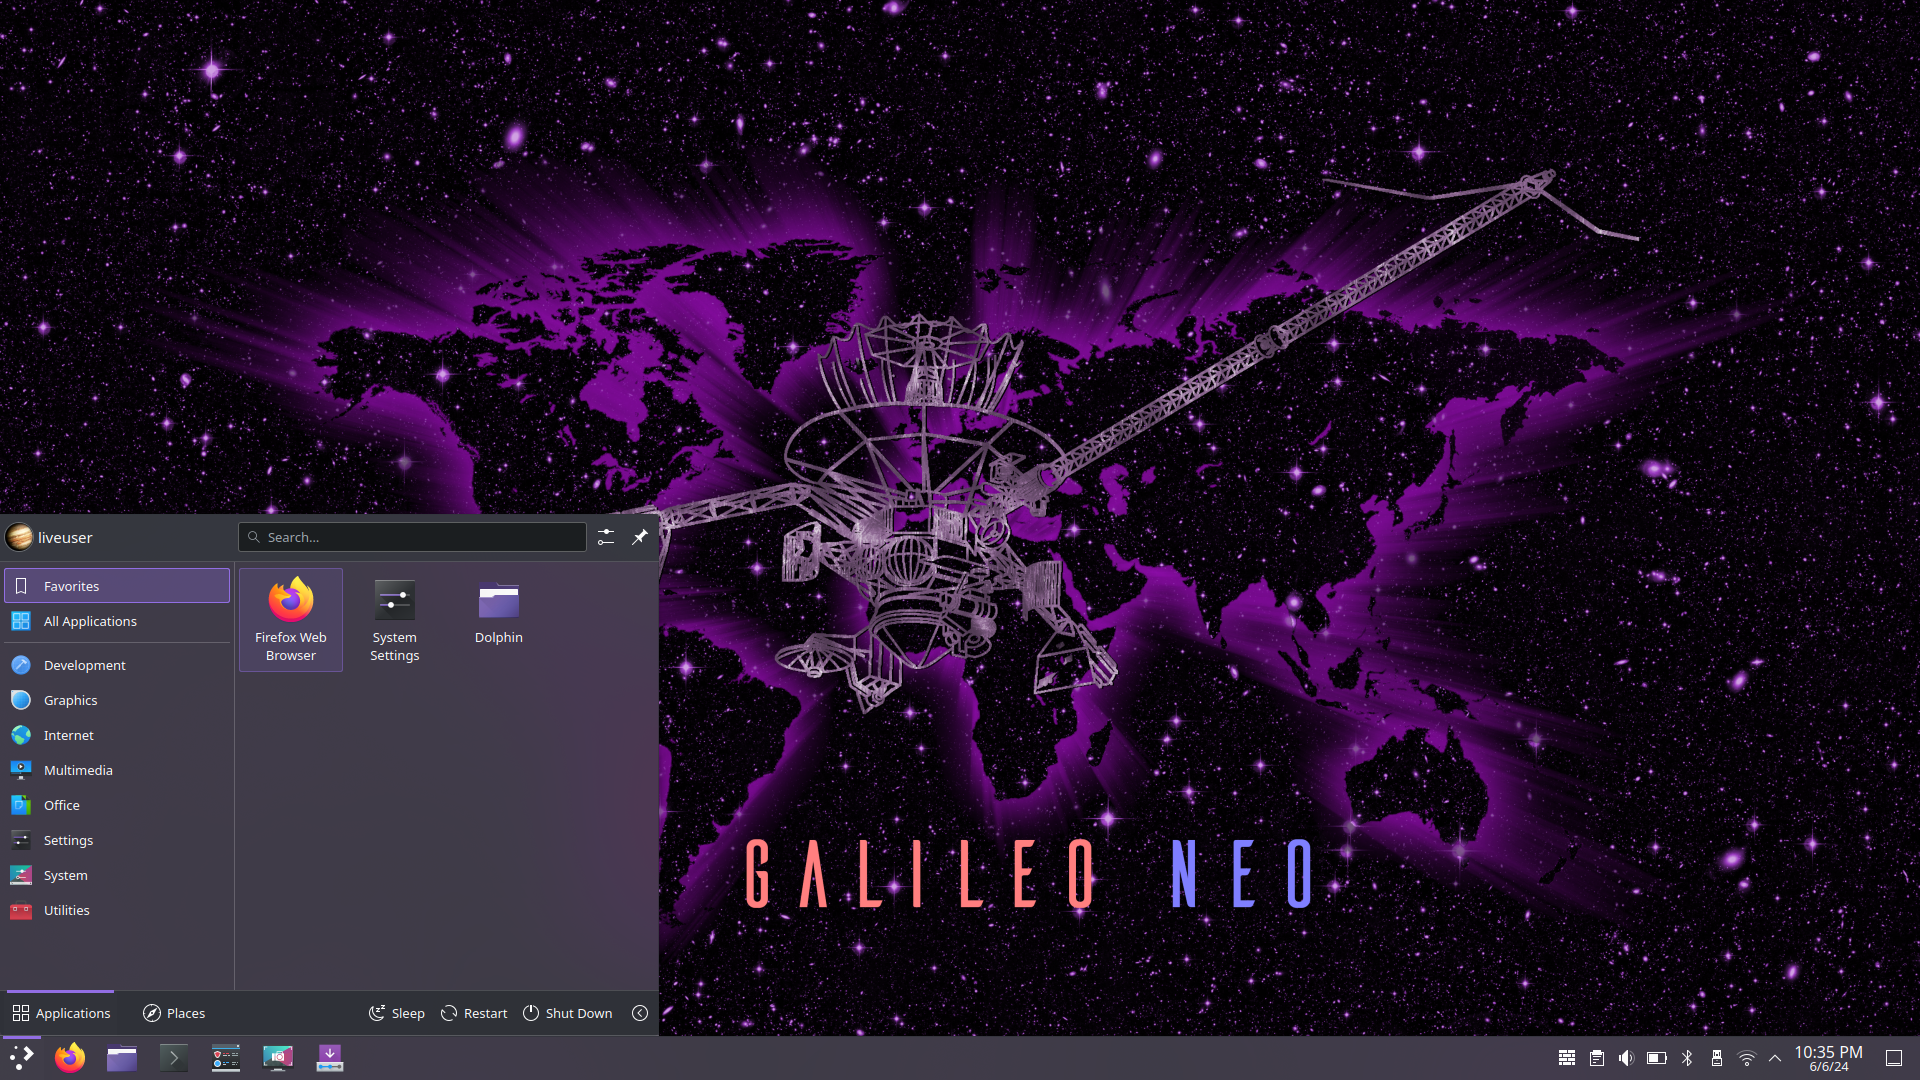 liveuser
Search...
Favorites
All Applications
Development
Graphics
Internet
Multimedia
Office
Settings
System
Utilities
Firefox Web
Browser
System
Settings
Dolphin
GALILEO NEO
Applications
Places
Sleep
Restart
Shut Down
10:35 PM
6/6/24